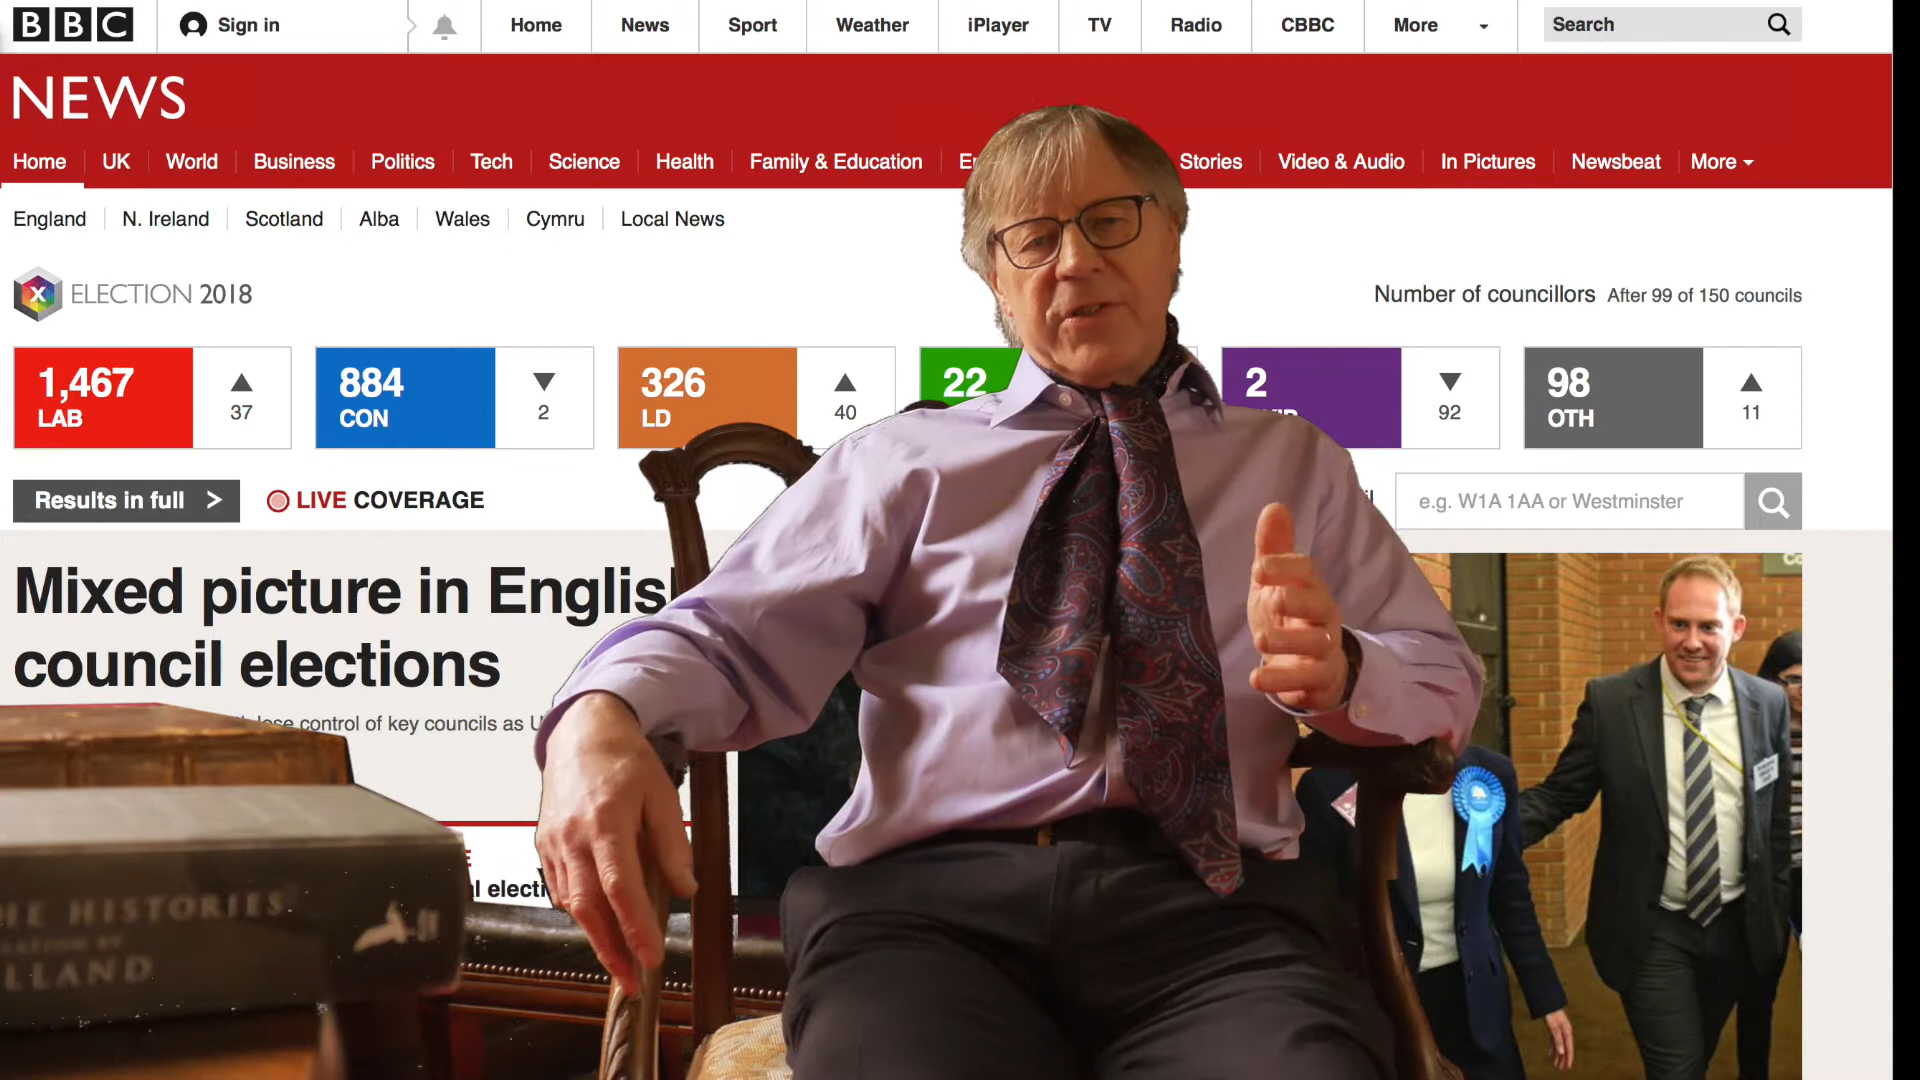 BBC Sign in Home News Sport Weather iPlayer TV Radio CBBC More Search
NEWS
Home UK World Business Politics Tech Science Health Family & Education Stories Video & Audio In Pictures Newsbeat More
England N. Ireland Scotland Alba Wales Cymru Local News
X ELECTION 2018
Number of councillors After 99 of 150 councils
1,467 LAB 37
884 CON 2
326 LD 40
22
2 92
98 OTH 11
Results in full >
LIVE COVERAGE
e.g. W1A 1AA or Westminster
Mixed picture in English
council elections
control of key councils as
HISTORIES